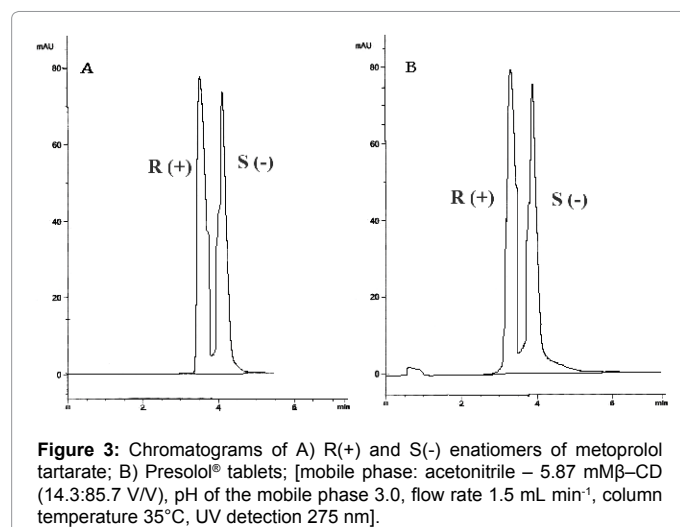 mAU
A
80
60
R (+)
S (-)
40
20
0
2
4
6
min
mAU
B
80
60
R (+)
S (-)
40
20
0
2
4
6
min
Figure 3: Chromatograms of A) R(+) and S(-) enatiomers of metoprolol
tartarate; B) Presolol® tablets; [mobile phase: acetonitrile – 5.87 mMβ–CD
(14.3:85.7 V/V), pH of the mobile phase 3.0, flow rate 1.5 mL min-1, column
temperature 35°C, UV detection 275 nm].